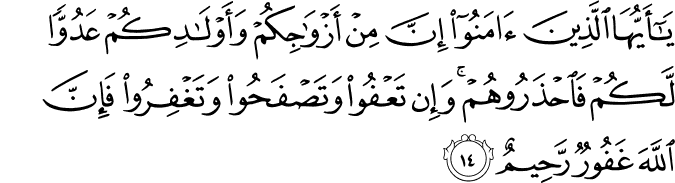 يَـٰٓأَيُّهَا ٱلَّذِينَ ءَامَنُوٓا۟ إِنَّ مِنْ أَزْوَٰجِكُمْ وَأَوْلَـٰدِكُمْ عَدُوًّا
لَّكُمْ فَٱحْذَرُوهُمْ ۚ وَإِن تَعْفُوا۟ وَتَصْفَحُوا۟ وَتَغْفِرُوا۟ فَإِنَّ
ٱللَّهَ غَفُورٌ رَّحِيمٌ ١٤